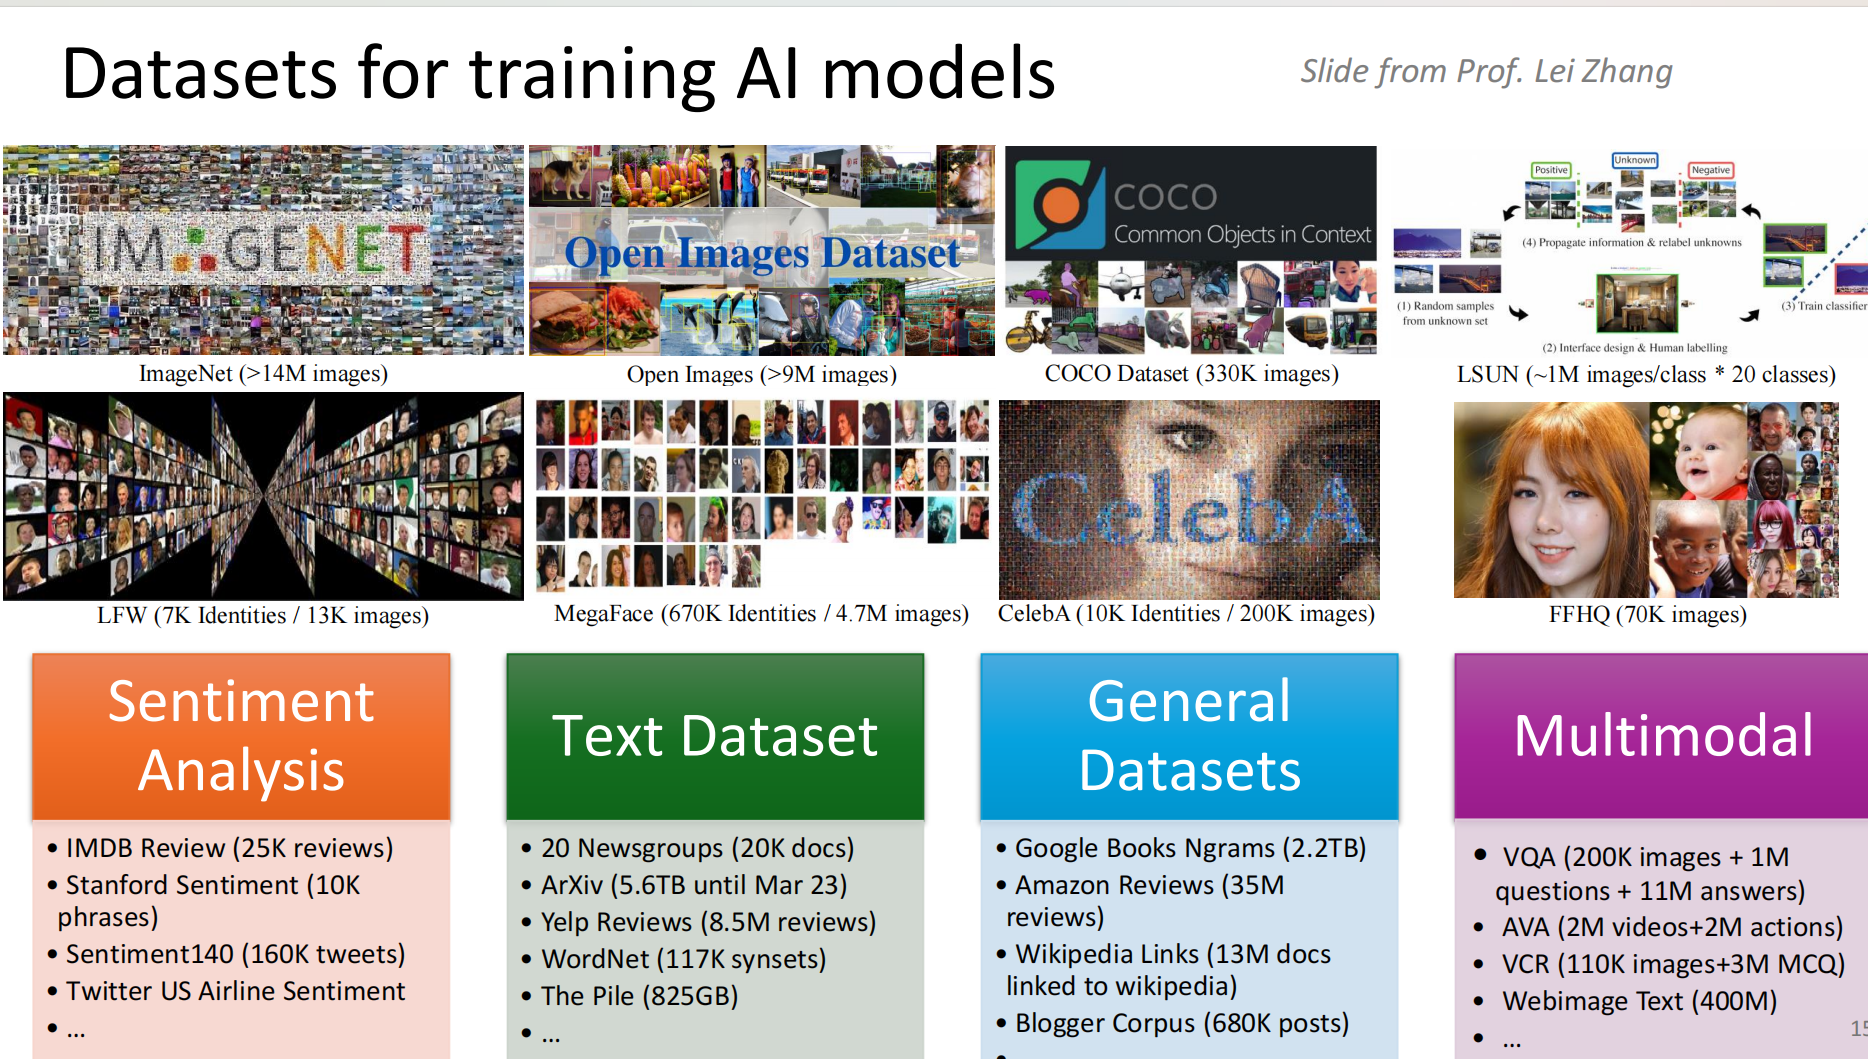 Datasets for training AI models
Slide from Prof. Lei Zhang
IMAGENET
Open Images Dataset
COCO
Common Objects in Context
Positive
Unknown
Negative
(4) Propagate information & relabel unknowns
(1) Random samples
from unknown set
(3) Train classifier
(2) Interface design & Human labelling
ImageNet (>14M images)
Open Images (>9M images)
COCO Dataset (330K images)
LSUN (~1M images/class * 20 classes)
CelebA
LFW (7K Identities / 13K images)
MegaFace (670K Identities / 4.7M images)
CelebA (10K Identities / 200K images)
FFHQ (70K images)
Sentiment
Analysis
• IMDB Review (25K reviews)
• Stanford Sentiment (10K
phrases)
• Sentiment140 (160K tweets)
• Twitter US Airline Sentiment
• ...
Text Dataset
• 20 Newsgroups (20K docs)
• ArXiv (5.6TB until Mar 23)
• Yelp Reviews (8.5M reviews)
• WordNet (117K synsets)
• The Pile (825GB)
• ...
General
Datasets
• Google Books Ngrams (2.2TB)
• Amazon Reviews (35M
reviews)
• Wikipedia Links (13M docs
linked to wikipedia)
• Blogger Corpus (680K posts)
Multimodal
• VQA (200K images + 1M
questions + 11M answers)
• AVA (2M videos+2M actions)
• VCR (110K images+3M MCQ)
• Webimage Text (400M)
• ...